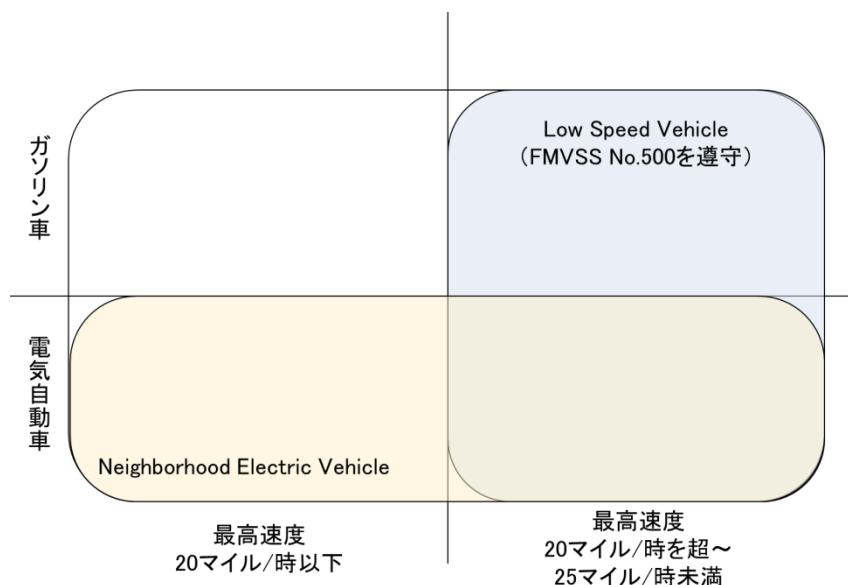 ガソリン車
Low Speed Vehicle
（FMVSS No.500を遵守）
電気自動車
Neighborhood Electric Vehicle
最高速度
20マイル/時以下
最高速度
20マイル/時を超～
25マイル/時未満